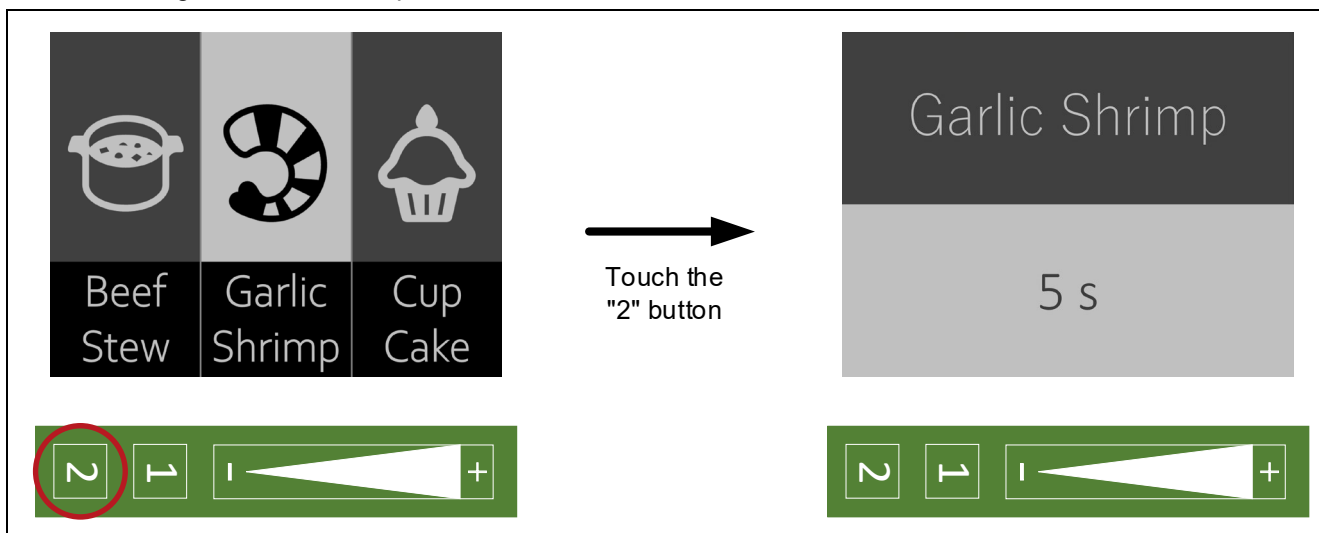 Beef
Stew
Garlic
Shrimp
Cup
Cake
Touch the
"2" button
Garlic Shrimp
5 s
2 1 - +
2 1 - +